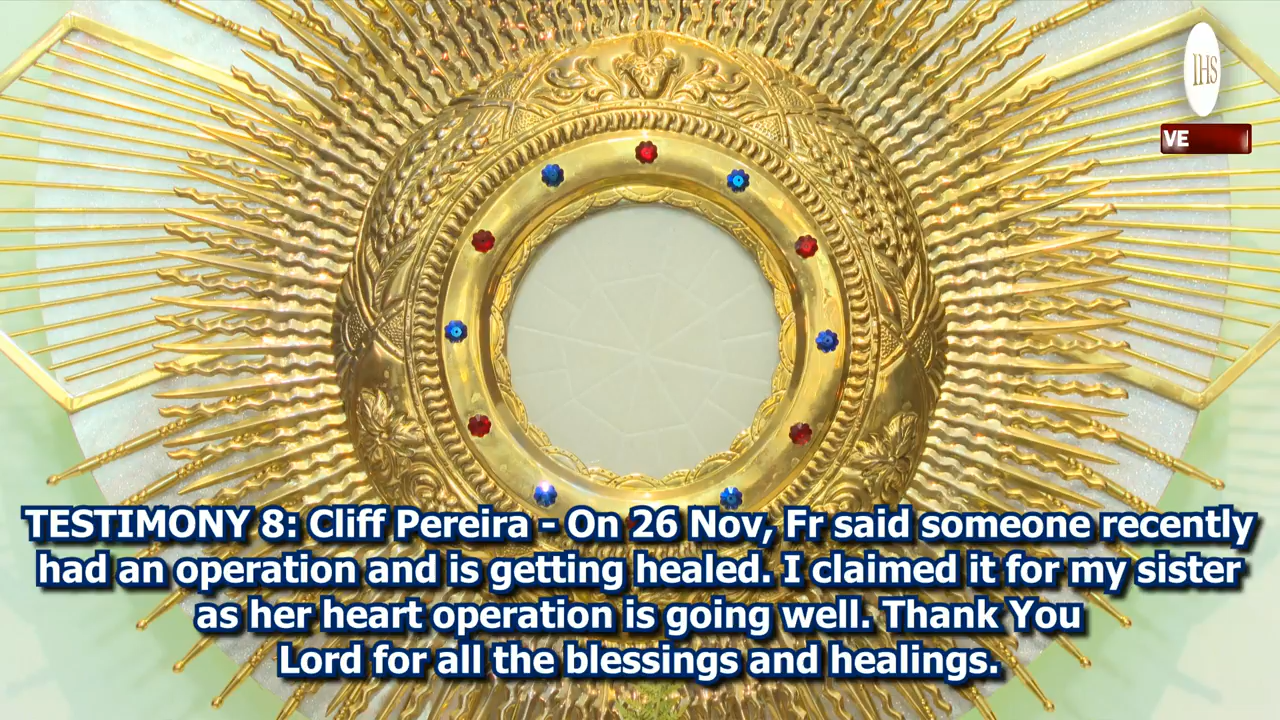 IHS
VE
TESTIMONY 8: Cliff Pereira - On 26 Nov, Fr said someone recently
had an operation and is getting healed. I claimed it for my sister
as her heart operation is going well. Thank You
Lord for all the blessings and healings.